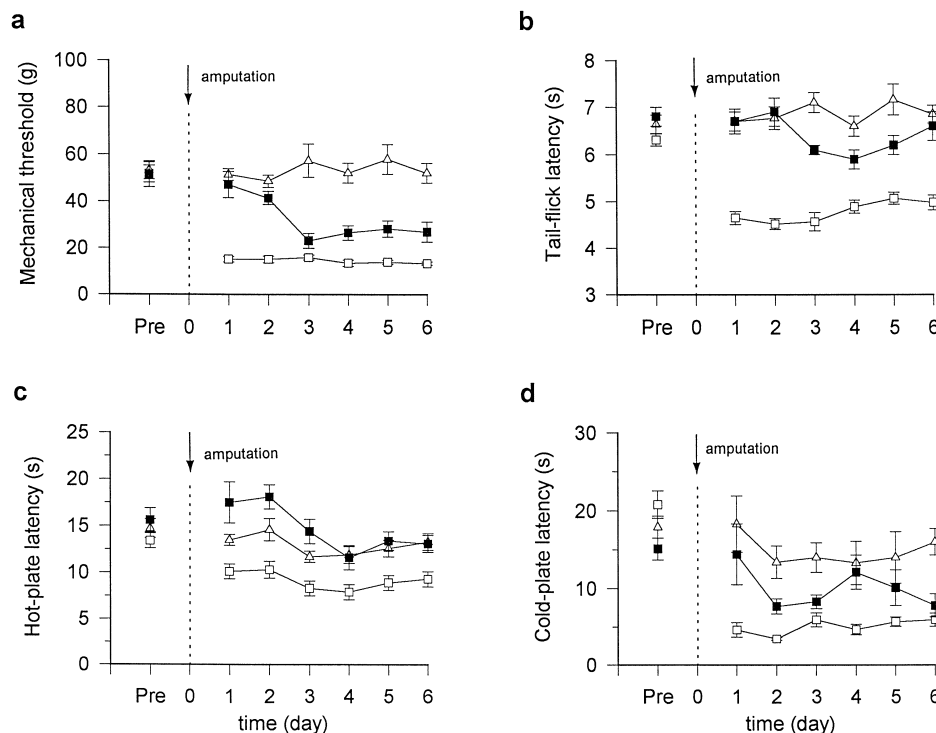 a
Mechanical threshold (g)
100
80
60
40
20
0
amputation
Pre 0 1 2 3 4 5 6
b
Tail-flick latency (s)
8
7
6
5
4
3
amputation
Pre 0 1 2 3 4 5 6
c
Hot-plate latency (s)
25
20
15
10
5
0
amputation
Pre 0 1 2 3 4 5 6
time (day)
d
Cold-plate latency (s)
30
20
10
0
amputation
Pre 0 1 2 3 4 5 6
time (day)